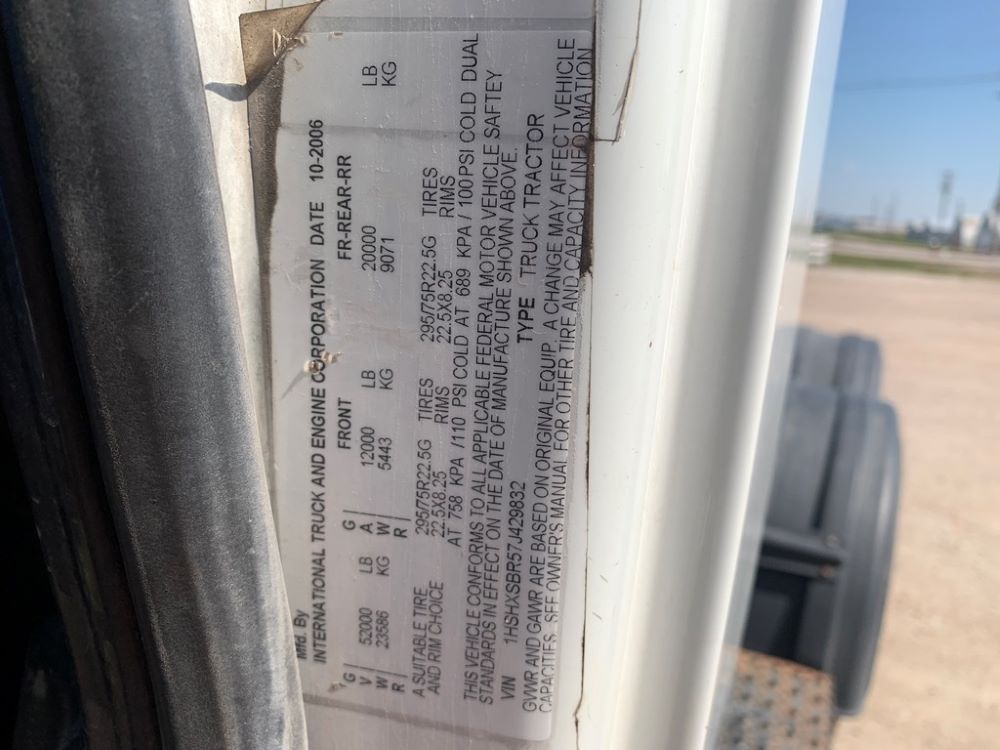 Mfd. By
INTERNATIONAL TRUCK AND ENGINE CORPORATION DATE 10-2006
G FRONT FR-REAR-RR
V 52000 LB A 12000 LB 20000 LB
W 23586 KG W 5443 KG 9071 KG
R R
A SUITABLE TIRE 295/75R22.5G TIRES 295/75R22.5G TIRES
AND RIM CHOICE 22.5X8.25 RIMS 22.5X8.25 RIMS
AT 758 KPA /110 PSI COLD AT 689 KPA / 100PSI COLD DUAL
THIS VEHICLE CONFORMS TO ALL APPLICABLE FEDERAL MOTOR VEHICLE SAFTEY
STANDARDS IN EFFECT ON THE DATE OF MANUFACTURE SHOWN ABOVE.
VIN 1HSHXSBR57J429832 TYPE TRUCK TRACTOR
GVWR AND GAWR ARE BASED ON ORIGINAL EQUIP. A CHANGE MAY AFFECT VEHICLE
CAPACITIES. SEE OWNER'S MANUAL FOR OTHER TIRE AND CAPACITY INFORMATION